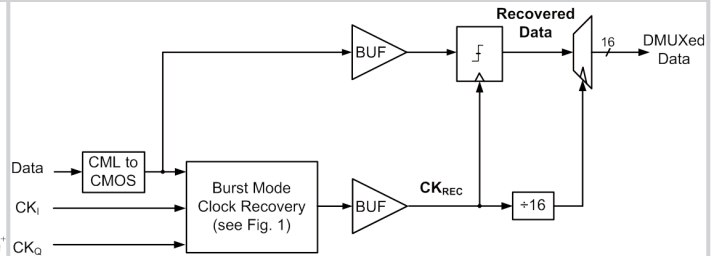 Recovered
Data
BUF
16
DMUXed
Data
Data
CML to
CMOS
CK_I
CK_Q
Burst Mode
Clock Recovery
(see Fig. 1)
BUF
CK_REC
÷16
+